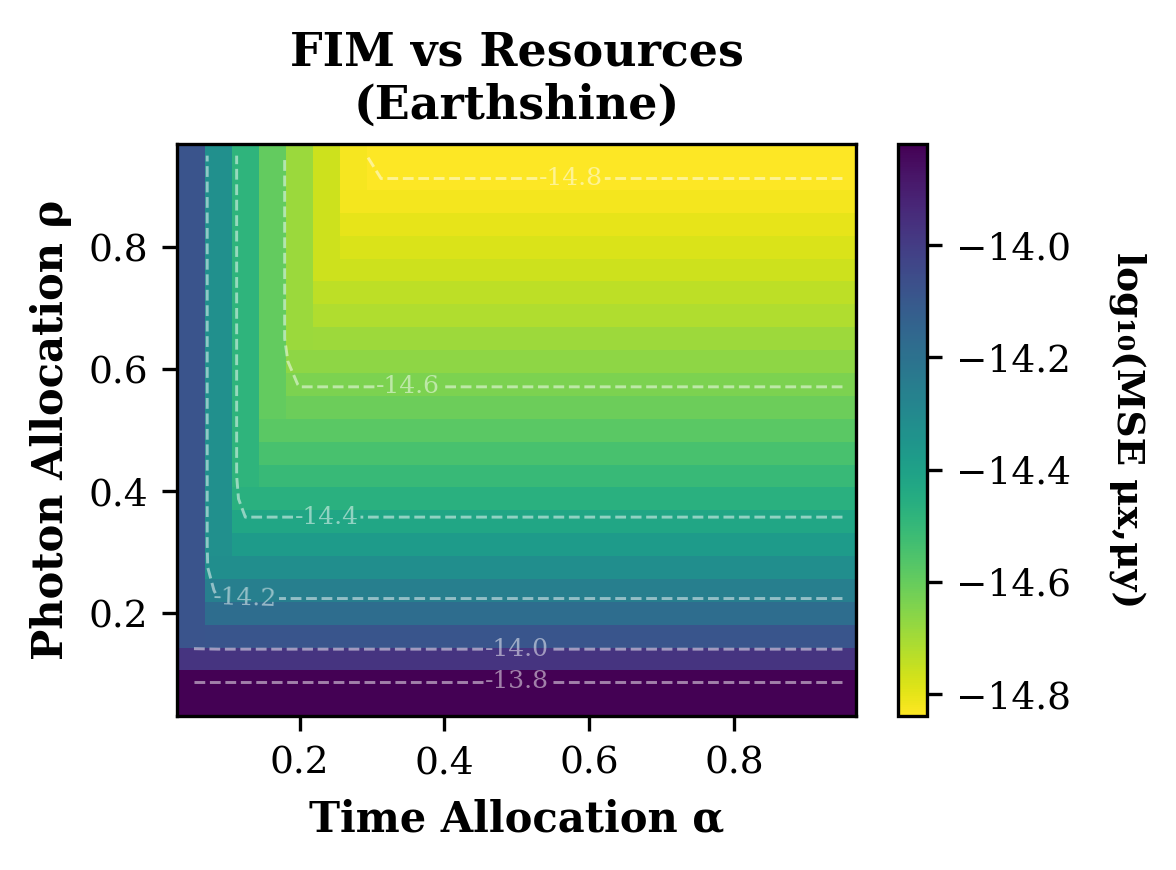 FIM vs Resources
(Earthshine)
Photon Allocation ρ
0.8
0.6
0.4
0.2
-14.8
-14.6
-14.4
-14.2
-14.0
-13.8
0.2 0.4 0.6 0.8
Time Allocation α
−14.0
−14.2
−14.4
−14.6
−14.8
log₁₀(MSE μx,μy)